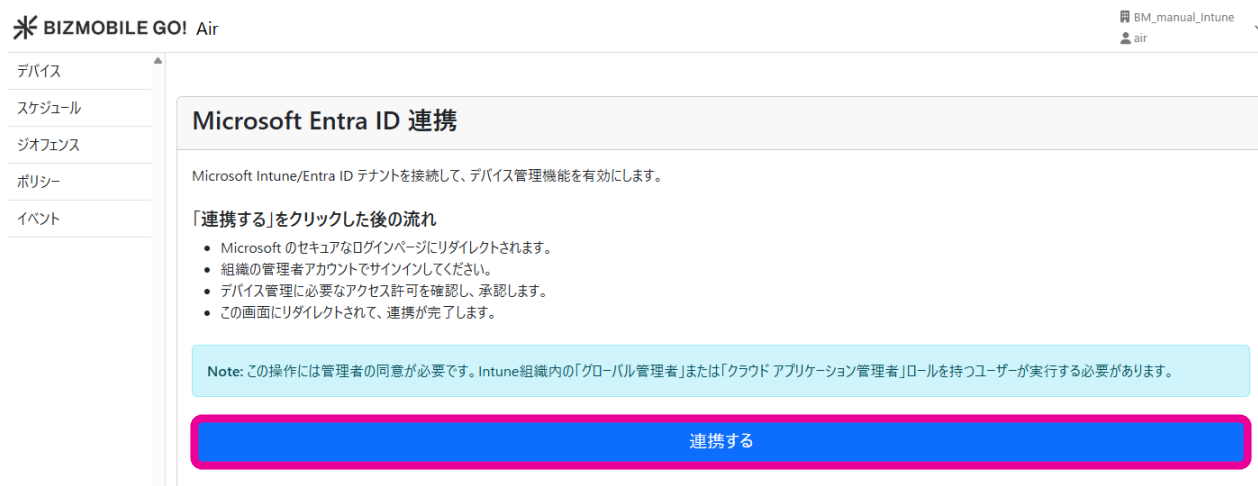 BIZMOBILE GO! Air
BM_manual_Intune
air
デバイス
スケジュール
ジオフェンス
ポリシー
イベント
Microsoft Entra ID 連携
Microsoft Intune/Entra ID テナントを接続して、デバイス管理機能を有効にします。
「連携する」をクリックした後の流れ
Microsoft のセキュアなログインページにリダイレクトされます。
組織の管理者アカウントでサインインしてください。
デバイス管理に必要なアクセス許可を確認し、承認します。
この画面にリダイレクトされて、連携が完了します。
Note: この操作には管理者の同意が必要です。Intune組織内の「グローバル管理者」または「クラウド アプリケーション管理者」ロールを持つユーザーが実行する必要があります。
連携する